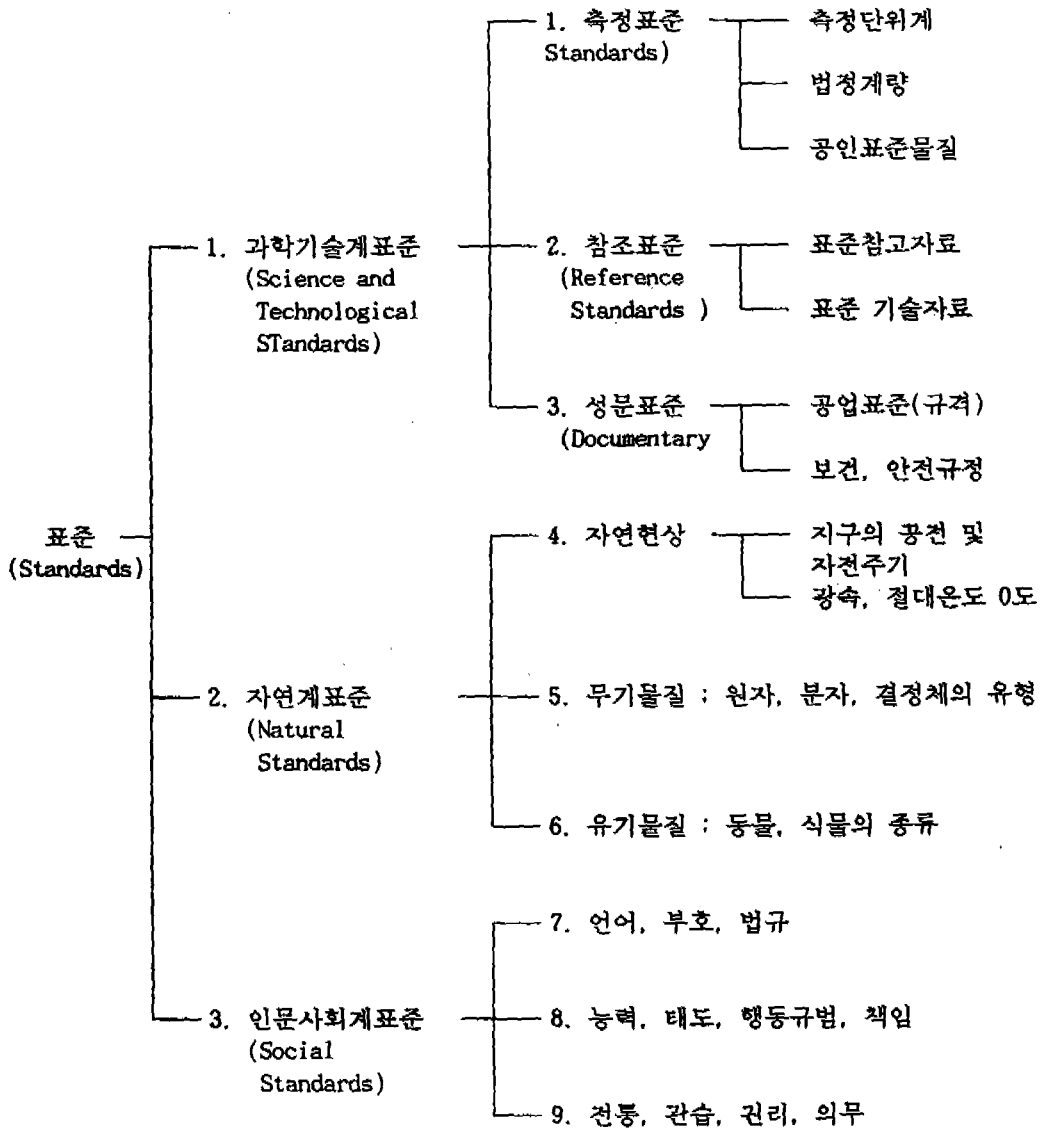 1. 측정표준
Standards)
측정단위계
법정계량
공인표준물질
1. 과학기술계표준
(Science and
Technological
STandards)
2. 참조표준
(Reference
Standards )
표준참고자료
표준 기술자료
3. 성문표준
(Documentary
공업표준(규격)
보건, 안전규정
표준
(Standards)
4. 자연현상
지구의 공전 및
자전주기
광속, 절대온도 0도
2. 자연계표준
(Natural
Standards)
5. 무기물질 ; 원자, 분자, 결정체의 유형
6. 유기물질 ; 동물, 식물의 종류
7. 언어, 부호, 법규
3. 인문사회계표준
(Social
Standards)
8. 능력, 태도, 행동규범, 책임
9. 전통, 관습, 권리, 의무